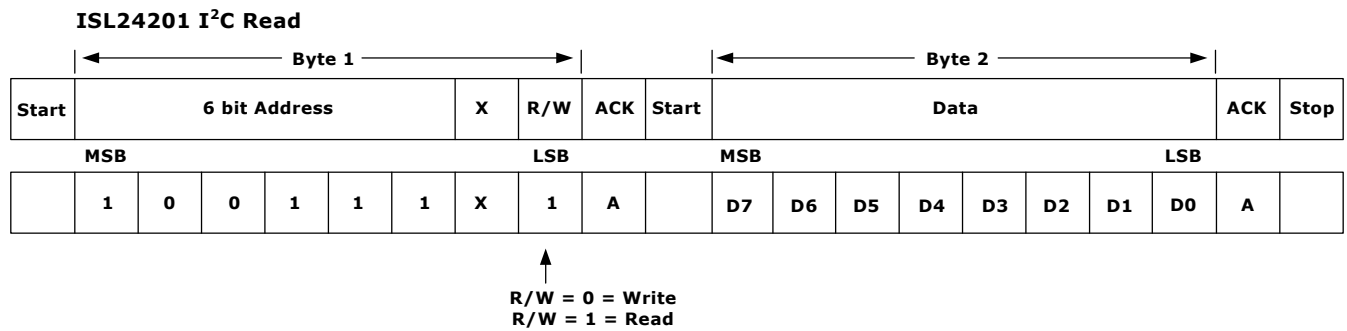 ISL24201 I²C Read
Byte 1 Byte 2
Start 6 bit Address X R/W ACK Start Data ACK Stop
MSB LSB MSB LSB
1 0 0 1 1 1 X 1 A D7 D6 D5 D4 D3 D2 D1 D0 A
R/W = 0 = Write
R/W = 1 = Read